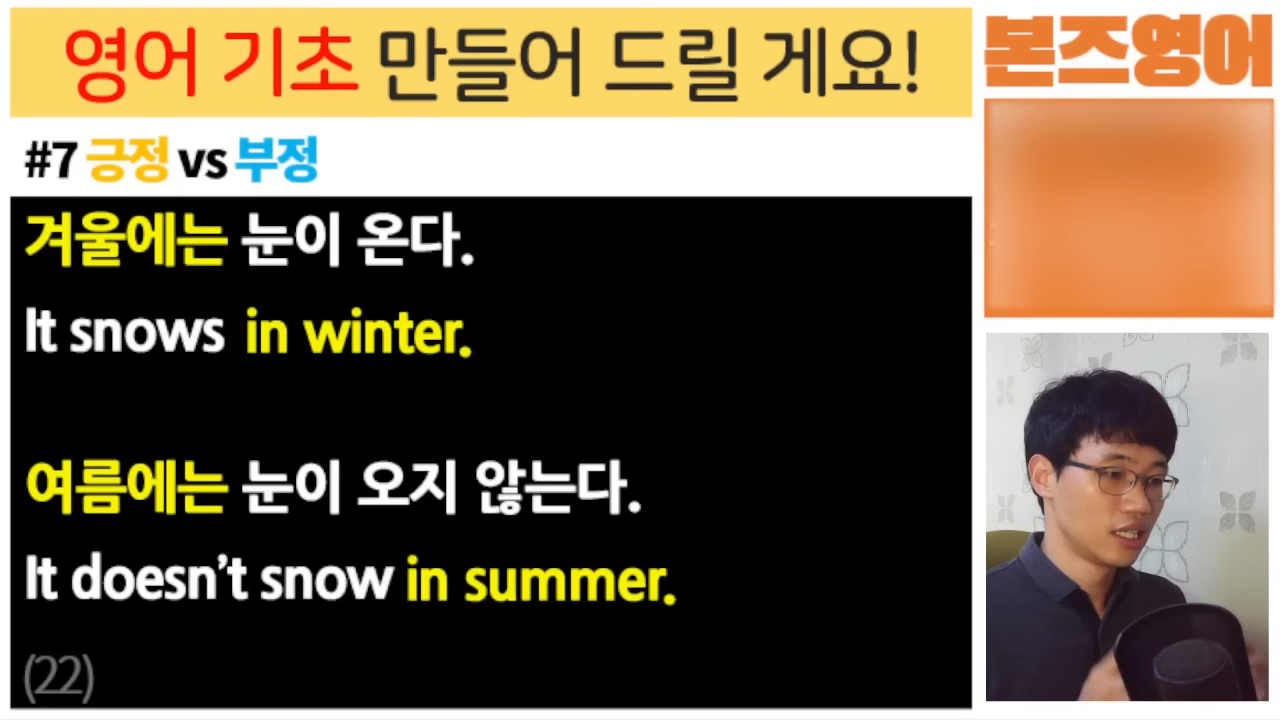 영어 기초 만들어 드릴 게요!
본즈영어
#7 긍정 vs 부정
겨울에는 눈이 온다.
It snows in winter.
여름에는 눈이 오지 않는다.
It doesn't snow in summer.
(22)